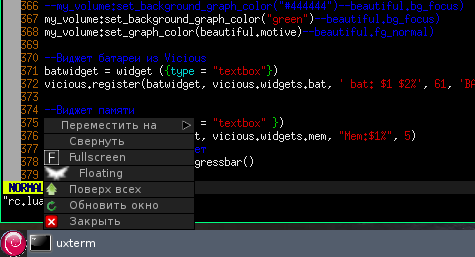 366 --my_volume:set_background_graph_color("#444444")--beautiful.bg_focus)
367 my_volume:set_background_graph_color("green")--beautiful.bg_focus)
368 my_volume:set_graph_color(beautiful.motive)--beautiful.fg_normal)
369
370 --Виджет батареи из Vicious
371 batwidget = widget ({type = "textbox"})
372 vicious.register(batwidget, vicious.widgets.bat, ' bat: $1 $2%', 61, 'BA
373
374 --Виджет памяти
375 = "textbox" })
376 t, vicious.widgets.mem, "Mem:$1%", 5)
377
378 gressbar()
379
Переместить на
Свернуть
Fullscreen
Floating
Поверх всех
Обновить окно
Закрыть
NORMAL
"rc.lua
uxterm